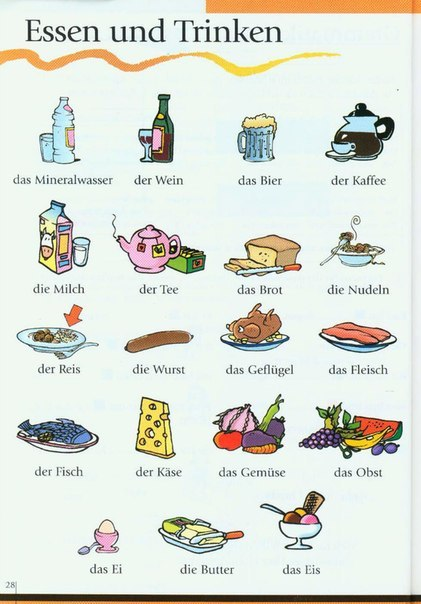 Essen und Trinken
das Mineralwasser der Wein das Bier der Kaffee
die Milch der Tee das Brot die Nudeln
der Reis die Wurst das Geflügel das Fleisch
der Fisch der Käse das Gemüse das Obst
das Ei die Butter das Eis
28